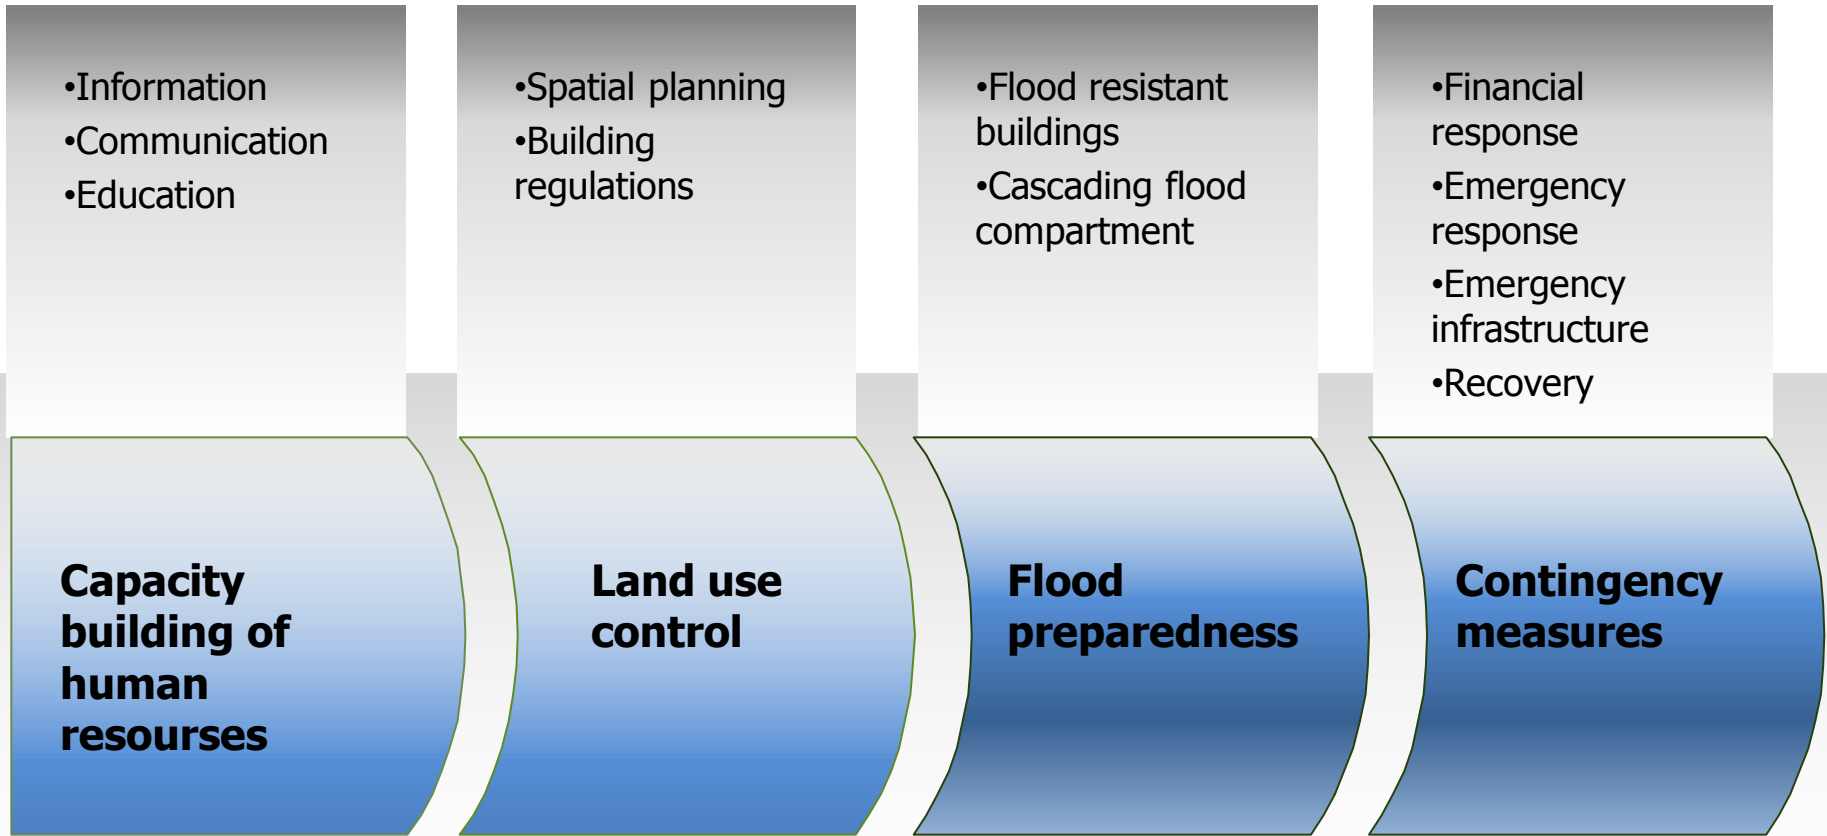 •Information
•Communication
•Education
•Spatial planning
•Building
regulations
•Flood resistant
buildings
•Cascading flood
compartment
•Financial
response
•Emergency
response
•Emergency
infrastructure
•Recovery
Capacity
building of
human
resourses
Land use
control
Flood
preparedness
Contingency
measures